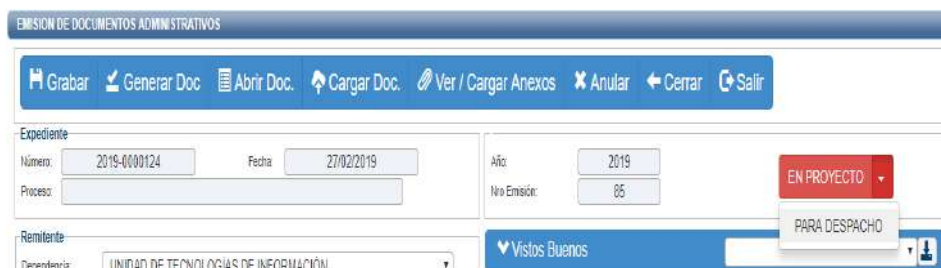 EMISION DE DOCUMENTOS ADMINISTRATIVOS
Grabar Generar Doc Abrir Doc. Cargar Doc. Ver / Cargar Anexos Anular Cerrar Salir
Expediente
Número: 2019-0000124 Fecha: 27/02/2019 Año: 2019
EN PROYECTO
Proceso: Nro Emisión: 85
PARA DESPACHO
Remitente
Vistos Buenos
Dependencia: UNIDAD DE TECNOLOGÍAS DE INFORMACIÓN